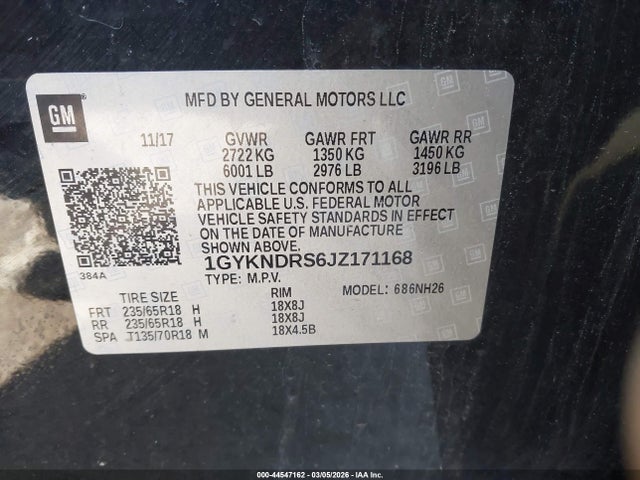 GM
MFD BY GENERAL MOTORS LLC
11/17 GVWR GAWR FRT GAWR RR
2722 KG 1350 KG 1450 KG
6001 LB 2976 LB 3196 LB
THIS VEHICLE CONFORMS TO ALL
APPLICABLE U.S. FEDERAL MOTOR
VEHICLE SAFETY STANDARDS IN EFFECT
ON THE DATE OF MANUFACTURE
SHOWN ABOVE.
1GYKNDRS6JZ171168
384A
TYPE: M.P.V.
TIRE SIZE RIM MODEL: 686NH26
FRT 235/65R18 H 18X8J
RR 235/65R18 H 18X8J
SPA T135/70R18 M 18X4.5B
000-44547162 | 03/05/2026 | IAA Inc.